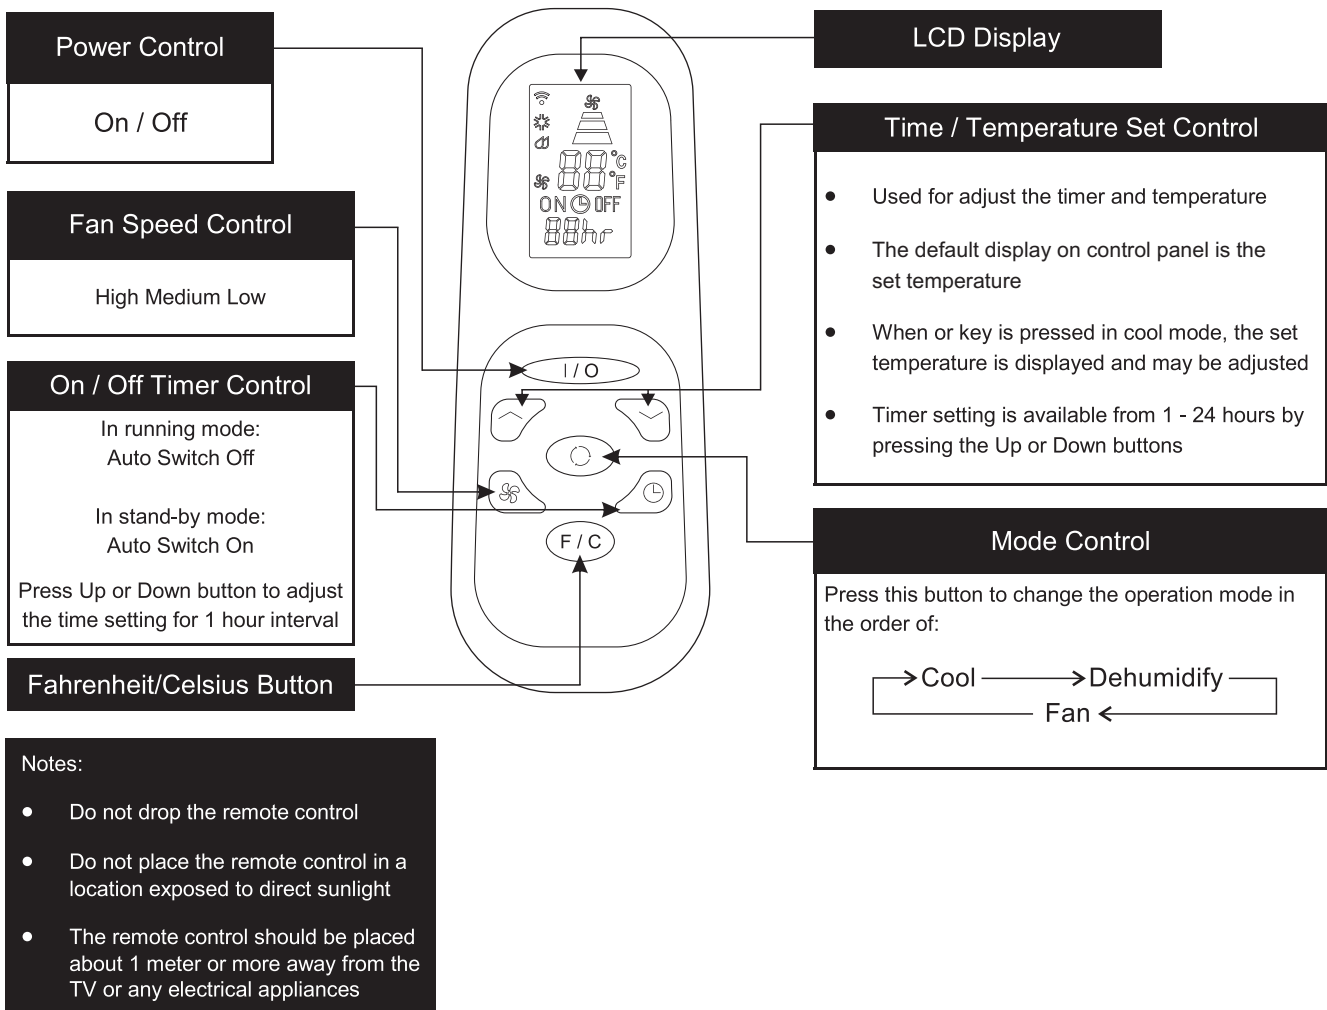 Power Control
On / Off
Fan Speed Control
High Medium Low
On / Off Timer Control
In running mode:
Auto Switch Off
In stand-by mode:
Auto Switch On
Press Up or Down button to adjust
the time setting for 1 hour interval
Fahrenheit/Celsius Button
Notes:
● Do not drop the remote control
● Do not place the remote control in a
location exposed to direct sunlight
● The remote control should be placed
about 1 meter or more away from the
TV or any electrical appliances
88 °C
°F
ON OFF
88hr
I / O
F / C
LCD Display
Time / Temperature Set Control
● Used for adjust the timer and temperature
● The default display on control panel is the
set temperature
● When or key is pressed in cool mode, the set
temperature is displayed and may be adjusted
● Timer setting is available from 1 - 24 hours by
pressing the Up or Down buttons
Mode Control
Press this button to change the operation mode in
the order of:
Cool Dehumidify
Fan